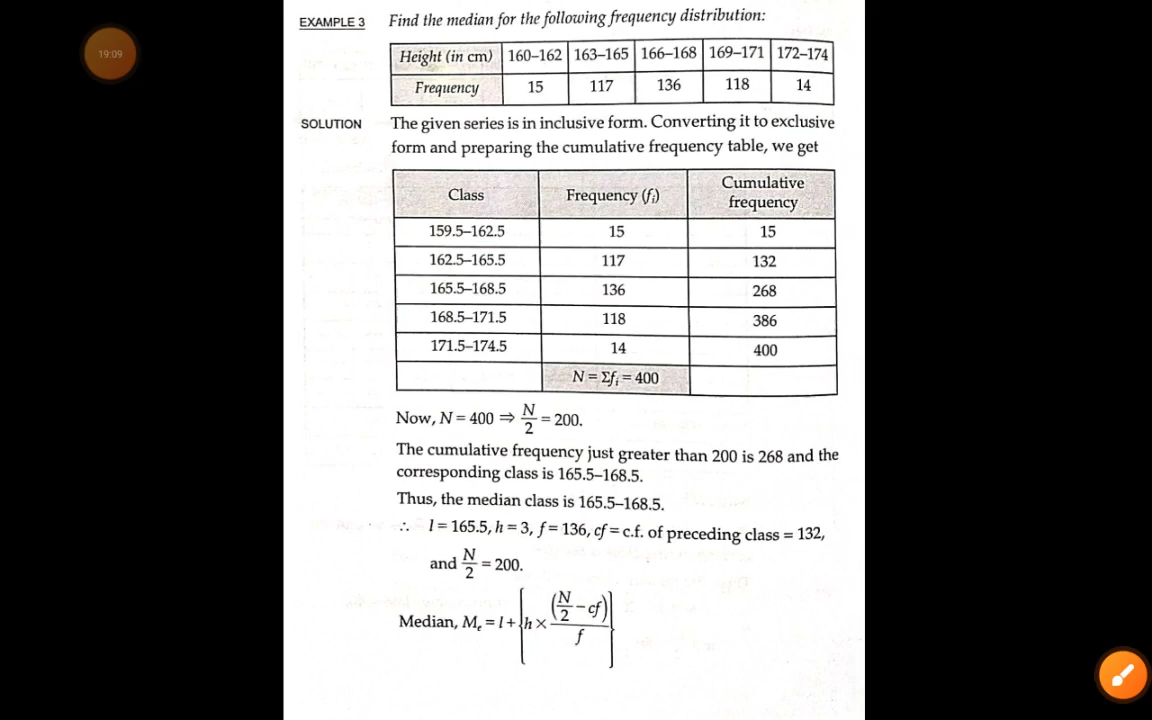 19:09
EXAMPLE 3 Find the median for the following frequency distribution:
Height (in cm) 160–162 163–165 166–168 169–171 172–174
Frequency 15 117 136 118 14
SOLUTION The given series is in inclusive form. Converting it to exclusive
form and preparing the cumulative frequency table, we get
Class Frequency (fᵢ) Cumulative frequency
159.5–162.5 15 15
162.5–165.5 117 132
165.5–168.5 136 268
168.5–171.5 118 386
171.5–174.5 14 400
N = Σfᵢ = 400
Now, N = 400 ⇒ N/2 = 200.
The cumulative frequency just greater than 200 is 268 and the
corresponding class is 165.5–168.5.
Thus, the median class is 165.5–168.5.
∴ l = 165.5, h = 3, f = 136, cf = c.f. of preceding class = 132,
and N/2 = 200.
Median, Mₑ = l + {h × (N/2 − cf)/f}